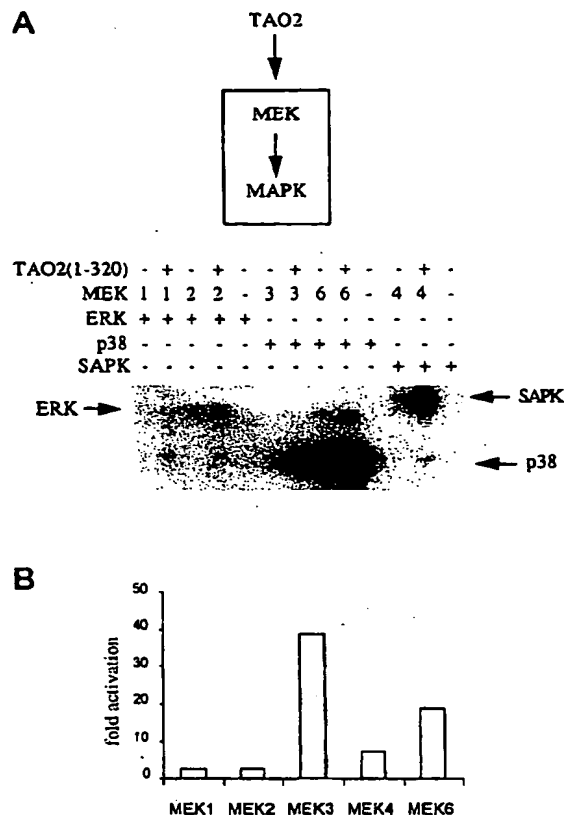 A
TAO2
MEK
MAPK
TAO2(1-320) - + - + - - + - + - - + -
MEK 1 1 2 2 - 3 3 6 6 - 4 4 -
ERK + + + + + - - - - - - - -
p38 - - - - - + + + + + - - -
SAPK - - - - - - - - - - + + +
SAPK
ERK
p38
B
fold activation
50
40
30
20
10
0
MEK1 MEK2 MEK3 MEK4 MEK6